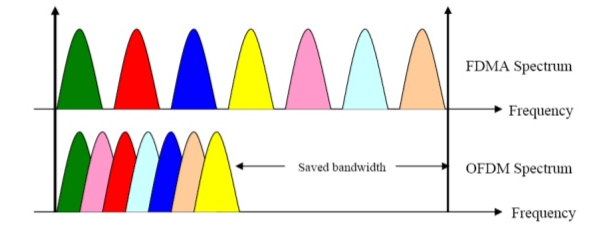 FDMA Spectrum
Frequency
Saved bandwidth
OFDM Spectrum
Frequency